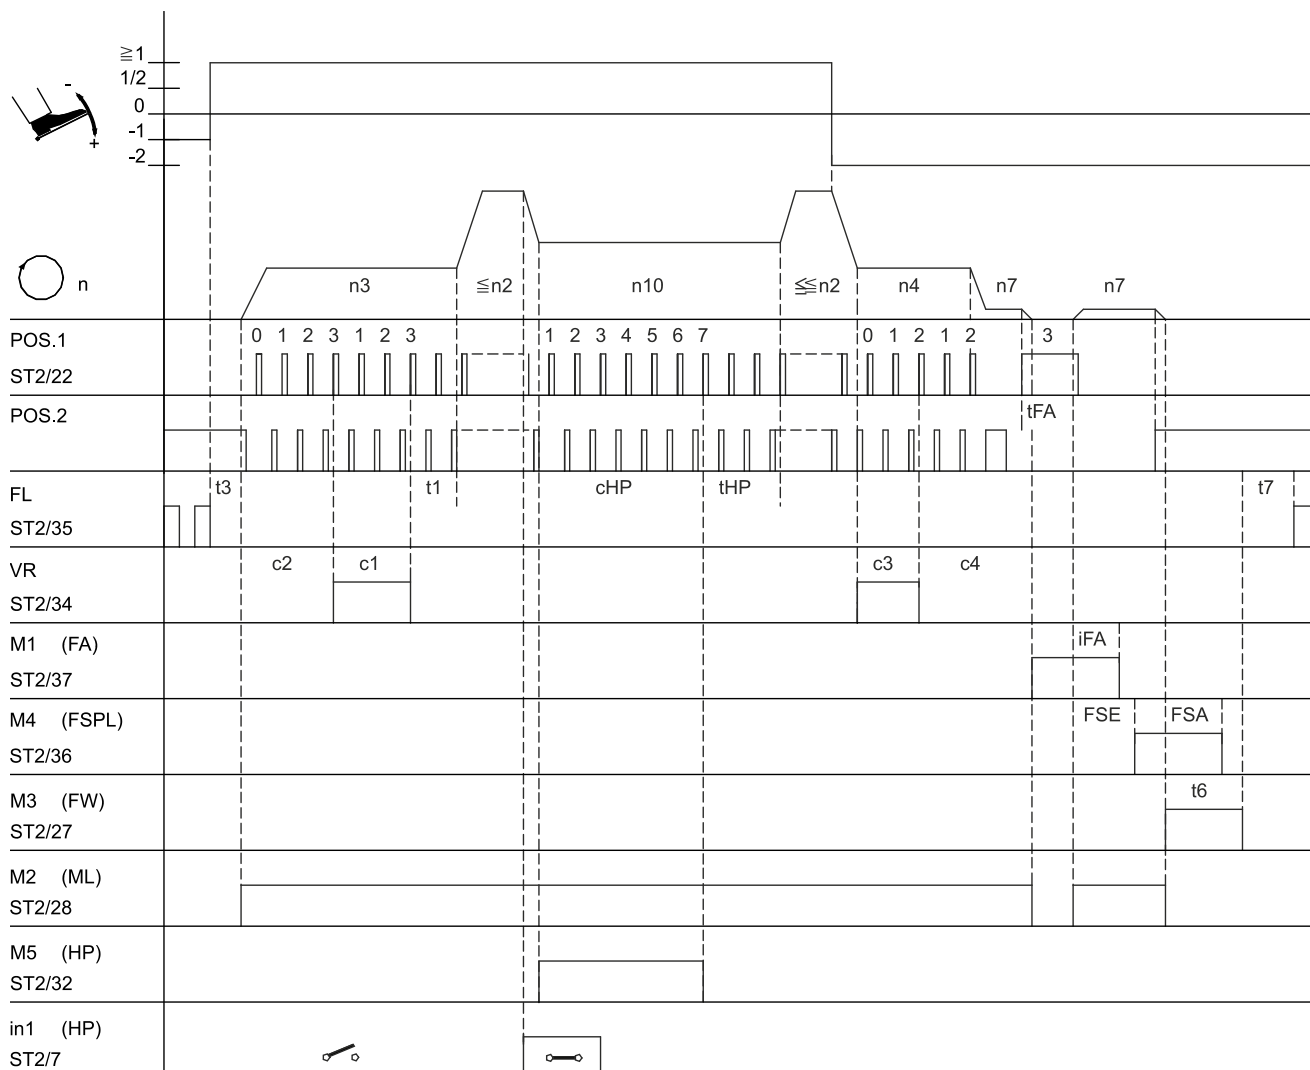 ≧1
1/2
0
-1
-2
-
+
n
n3
≦n2
n10
≦≦n2
n4
n7
n7
POS.1
0 1 2 3 1 2 3
1 2 3 4 5 6 7
0 1 2 1 2
3
ST2/22
POS.2
tFA
FL
t3
t1
cHP
tHP
t7
ST2/35
VR
c2
c1
c3
c4
ST2/34
M1 (FA)
iFA
ST2/37
M4 (FSPL)
FSE
FSA
ST2/36
M3 (FW)
t6
ST2/27
M2 (ML)
ST2/28
M5 (HP)
ST2/32
in1 (HP)
ST2/7